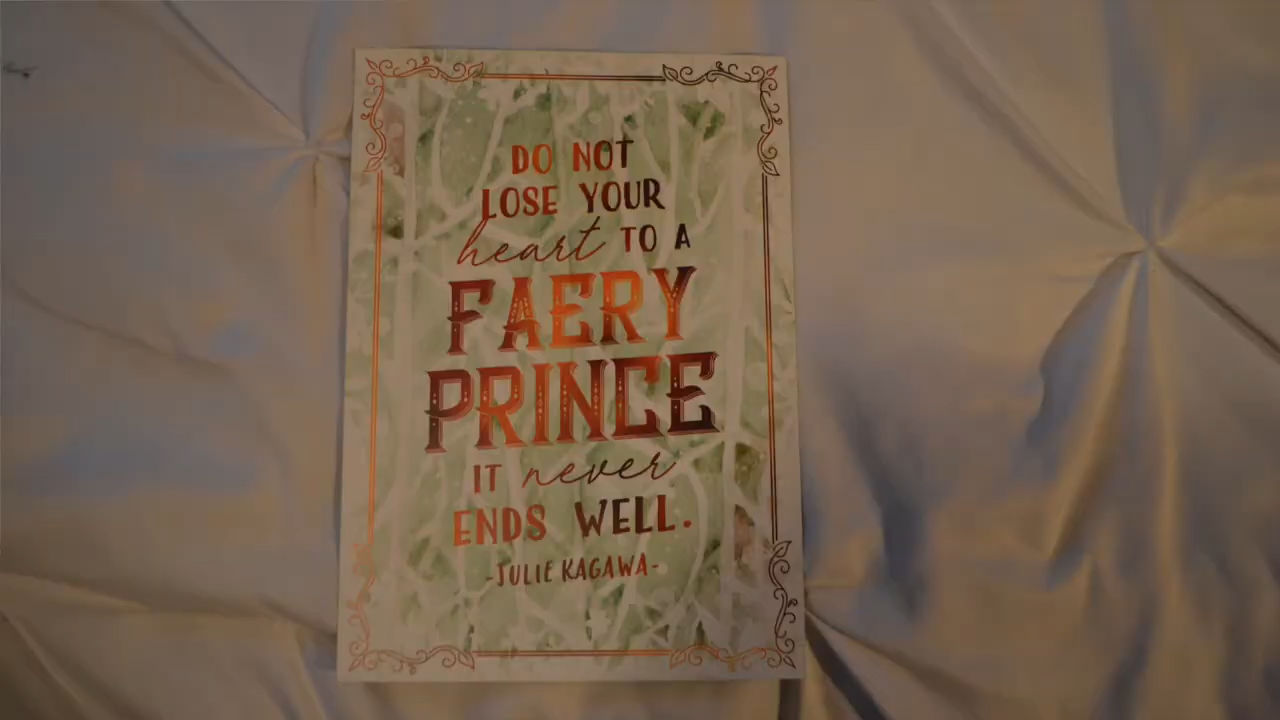 DO NOT
LOSE YOUR
heart TO A
FAERY
PRINCE
IT never
ENDS WELL.
-JULIE KAGAWA-